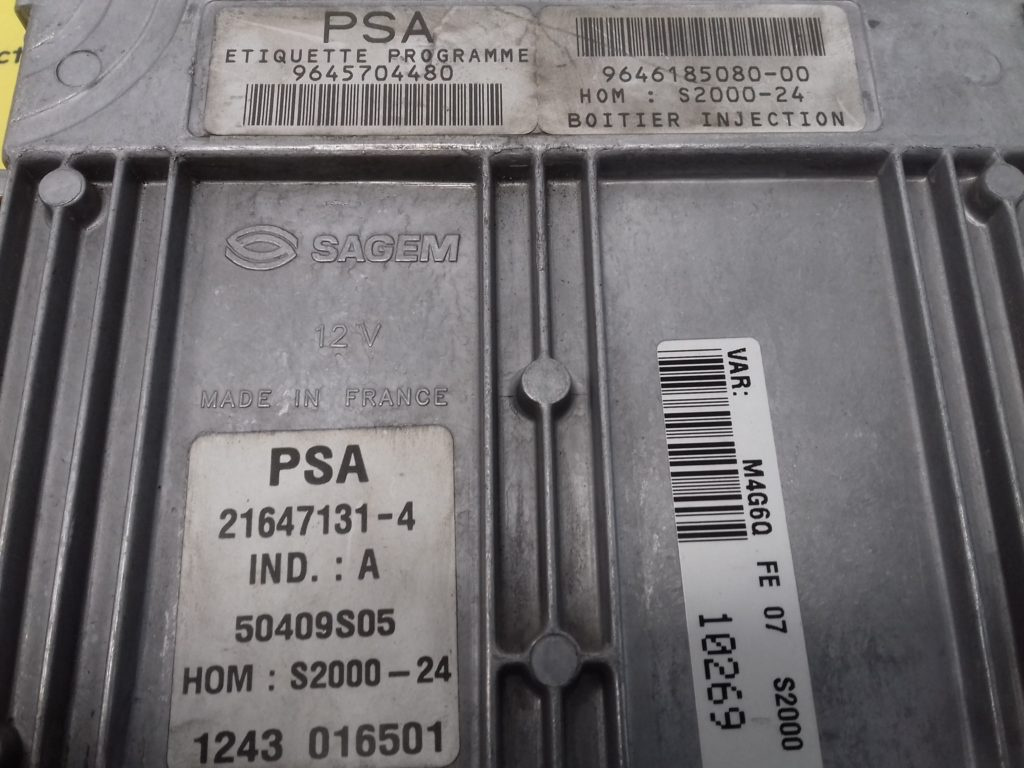 PSA
ETIQUETTE PROGRAMME
9645704480
9646185080-00
HOM : S2000-24
BOITIER INJECTION
SAGEM
12 V
MADE IN FRANCE
PSA
21647131-4
IND. : A
50409S05
HOM : S2000-24
1243 016501
VAR: M4G6Q FE 07 S2000
10269